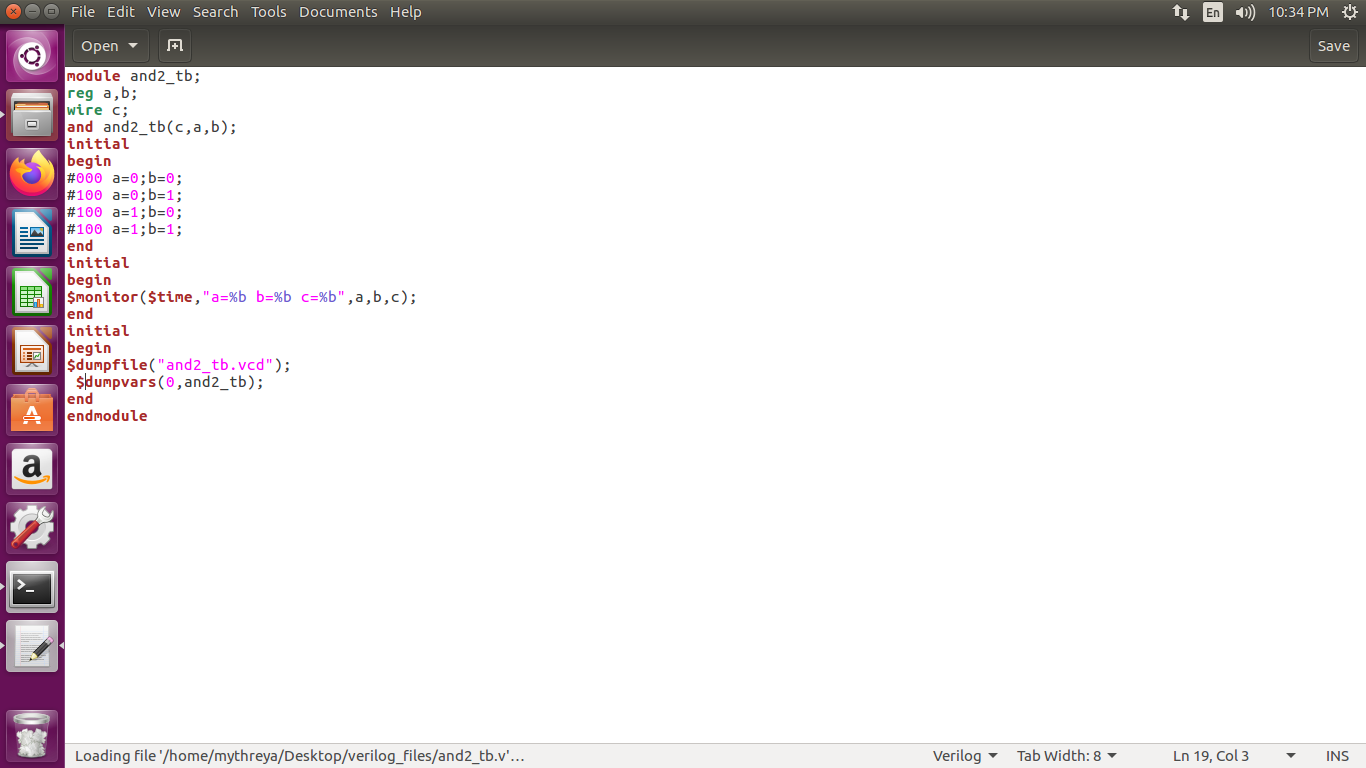 File Edit View Search Tools Documents Help En 10:34 PM
Open Save
module and2_tb;
reg a,b;
wire c;
and and2_tb(c,a,b);
initial
begin
#000 a=0;b=0;
#100 a=0;b=1;
#100 a=1;b=0;
#100 a=1;b=1;
end
initial
begin
$monitor($time,"a=%b b=%b c=%b",a,b,c);
end
initial
begin
$dumpfile("and2_tb.vcd");
 $dumpvars(0,and2_tb);
end
endmodule
Loading file '/home/mythreya/Desktop/verilog_files/and2_tb.v'… Verilog Tab Width: 8 Ln 19, Col 3 INS